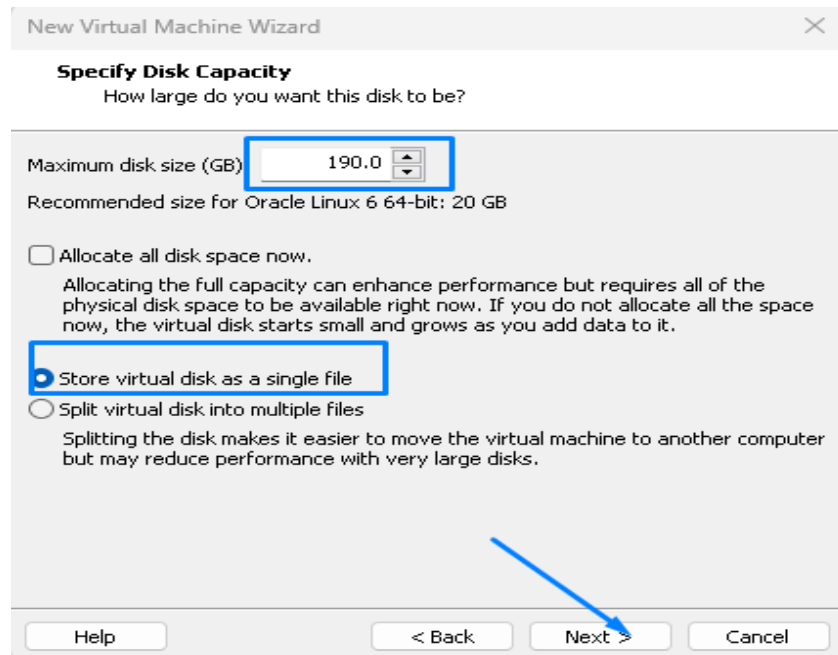 New Virtual Machine Wizard
Specify Disk Capacity
How large do you want this disk to be?
Maximum disk size (GB) 190.0
Recommended size for Oracle Linux 6 64-bit: 20 GB
Allocate all disk space now.
Allocating the full capacity can enhance performance but requires all of the
physical disk space to be available right now. If you do not allocate all the space
now, the virtual disk starts small and grows as you add data to it.
Store virtual disk as a single file
Split virtual disk into multiple files
Splitting the disk makes it easier to move the virtual machine to another computer
but may reduce performance with very large disks.
Help < Back Next > Cancel